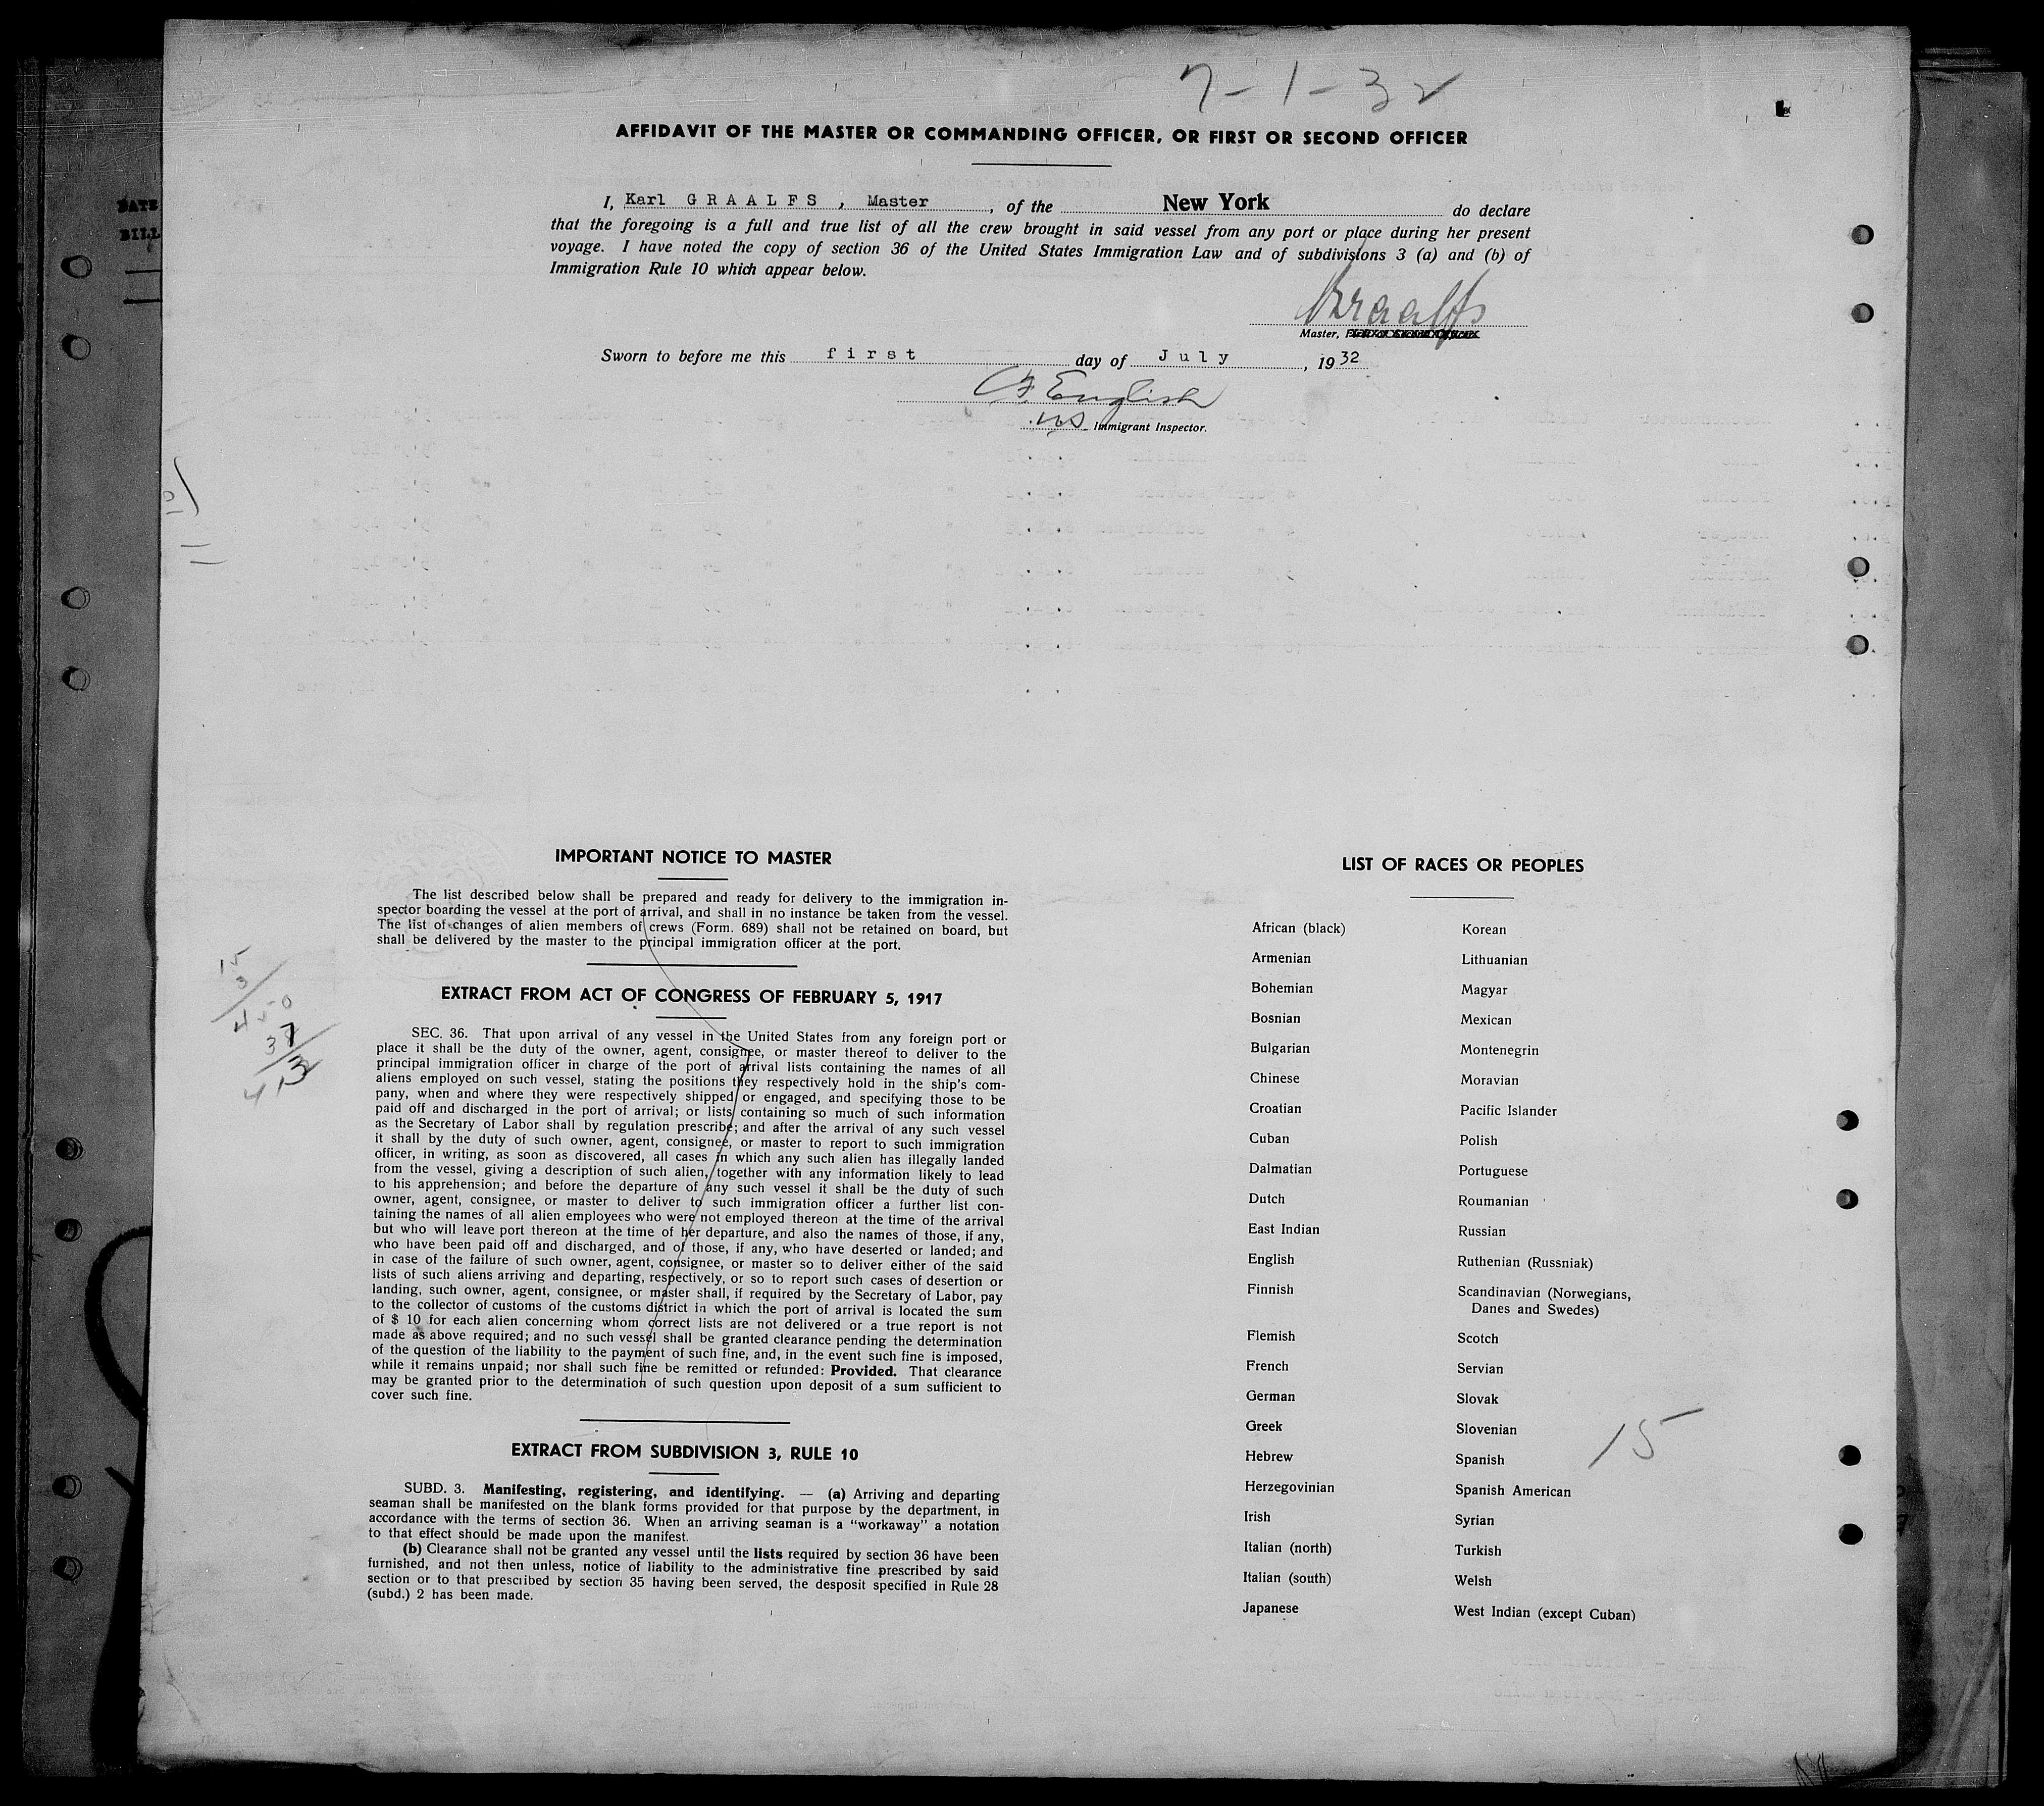 7-1-32
AFFIDAVIT OF THE MASTER OR COMMANDING OFFICER, OR FIRST OR SECOND OFFICER
I, Karl GRAALFS, Master, of the New York do declare
that the foregoing is a full and true list of all the crew brought in said vessel from any port or place during her present
voyage. I have noted the copy of section 36 of the United States Immigration Law and of subdivisions 3 (a) and (b) of
Immigration Rule 10 which appear below.
Graalfs
Master,
Sworn to before me this first day of July, 1932
English
US Immigrant Inspector.
DATE
BILL
IMPORTANT NOTICE TO MASTER
The list described below shall be prepared and ready for delivery to the immigration in-
spector boarding the vessel at the port of arrival, and shall in no instance be taken from the vessel.
The list of changes of alien members of crews (Form. 689) shall not be retained on board, but
shall be delivered by the master to the principal immigration officer at the port.
EXTRACT FROM ACT OF CONGRESS OF FEBRUARY 5, 1917
SEC. 36. That upon arrival of any vessel in the United States from any foreign port or
place it shall be the duty of the owner, agent, consignee, or master thereof to deliver to the
principal immigration officer in charge of the port of arrival lists containing the names of all
aliens employed on such vessel, stating the positions they respectively hold in the ship's com-
pany, when and where they were respectively shipped or engaged, and specifying those to be
paid off and discharged in the port of arrival; or lists containing so much of such information
as the Secretary of Labor shall by regulation prescribe; and after the arrival of any such vessel
it shall by the duty of such owner, agent, consignee, or master to report to such immigration
officer, in writing, as soon as discovered, all cases in which any such alien has illegally landed
from the vessel, giving a description of such alien, together with any information likely to lead
to his apprehension; and before the departure of any such vessel it shall be the duty of such
owner, agent, consignee, or master to deliver to such immigration officer a further list con-
taining the names of all alien employees who were not employed thereon at the time of the arrival
but who will leave port thereon at the time of her departure, and also the names of those, if any,
who have been paid off and discharged, and of those, if any, who have deserted or landed; and
in case of the failure of such owner, agent, consignee, or master so to deliver either of the said
lists of such aliens arriving and departing, respectively, or so to report such cases of desertion or
landing, such owner, agent, consignee, or master shall, if required by the Secretary of Labor, pay
to the collector of customs of the customs district in which the port of arrival is located the sum
of $ 10 for each alien concerning whom correct lists are not delivered or a true report is not
made as above required; and no such vessel shall be granted clearance pending the determination
of the question of the liability to the payment of such fine, and, in the event such fine is imposed,
while it remains unpaid; nor shall such fine be remitted or refunded: Provided. That clearance
may be granted prior to the determination of such question upon deposit of a sum sufficient to
cover such fine.
EXTRACT FROM SUBDIVISION 3, RULE 10
SUBD. 3. Manifesting, registering, and identifying. — (a) Arriving and departing
seaman shall be manifested on the blank forms provided for that purpose by the department, in
accordance with the terms of section 36. When an arriving seaman is a "workaway" a notation
to that effect should be made upon the manifest.
(b) Clearance shall not be granted any vessel until the lists required by section 36 have been
furnished, and not then unless, notice of liability to the administrative fine prescribed by said
section or to that prescribed by section 35 having been served, the desposit specified in Rule 28
(subd.) 2 has been made.
LIST OF RACES OR PEOPLES
African (black)
Armenian
Bohemian
Bosnian
Bulgarian
Chinese
Croatian
Cuban
Dalmatian
Dutch
East Indian
English
Finnish
Flemish
French
German
Greek
Hebrew
Herzegovinian
Irish
Italian (north)
Italian (south)
Japanese
Korean
Lithuanian
Magyar
Mexican
Montenegrin
Moravian
Pacific Islander
Polish
Portuguese
Roumanian
Russian
Ruthenian (Russniak)
Scandinavian (Norwegians,
Danes and Swedes)
Scotch
Servian
Slovak
Slovenian
Spanish
Spanish American
Syrian
Turkish
Welsh
West Indian (except Cuban)
15